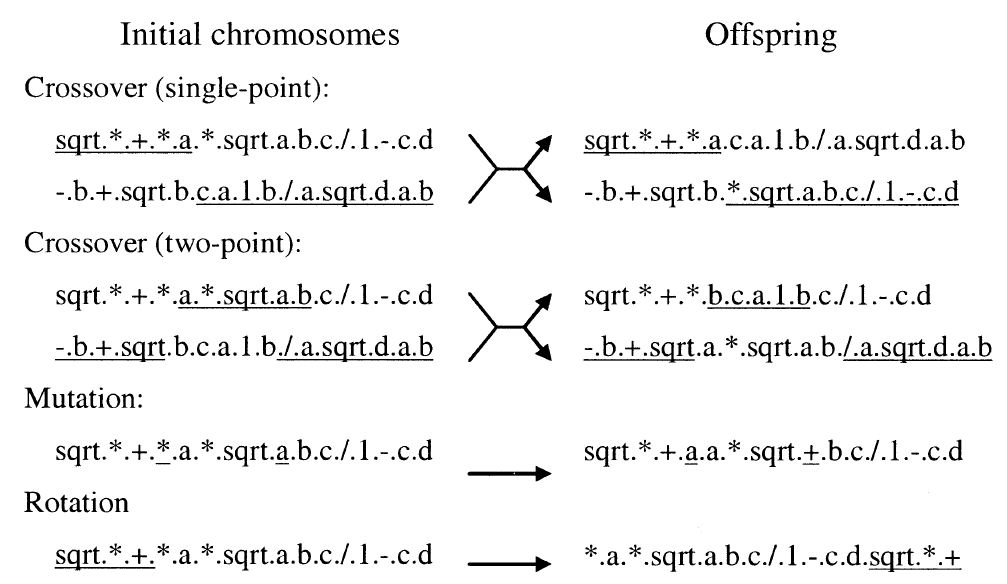 Initial chromosomes Offspring
Crossover (single-point):
sqrt.*.+.*.a.*.sqrt.a.b.c./.1.-.c.d sqrt.*.+.*.a.c.a.1.b./.a.sqrt.d.a.b
-.b.+.sqrt.b.c.a.1.b./.a.sqrt.d.a.b -.b.+.sqrt.b.*.sqrt.a.b.c./.1.-.c.d
Crossover (two-point):
sqrt.*.+.*.a.*.sqrt.a.b.c./.1.-.c.d sqrt.*.+.*.b.c.a.1.b.c./.1.-.c.d
-.b.+.sqrt.b.c.a.1.b./.a.sqrt.d.a.b -.b.+.sqrt.a.*.sqrt.a.b./.a.sqrt.d.a.b
Mutation:
sqrt.*.+.*.a.*.sqrt.a.b.c./.1.-.c.d sqrt.*.+.a.a.*.sqrt.+.b.c./.1.-.c.d
Rotation
sqrt.*.+.*.a.*.sqrt.a.b.c./.1.-.c.d *.a.*.sqrt.a.b.c./.1.-.c.d.sqrt.*.+